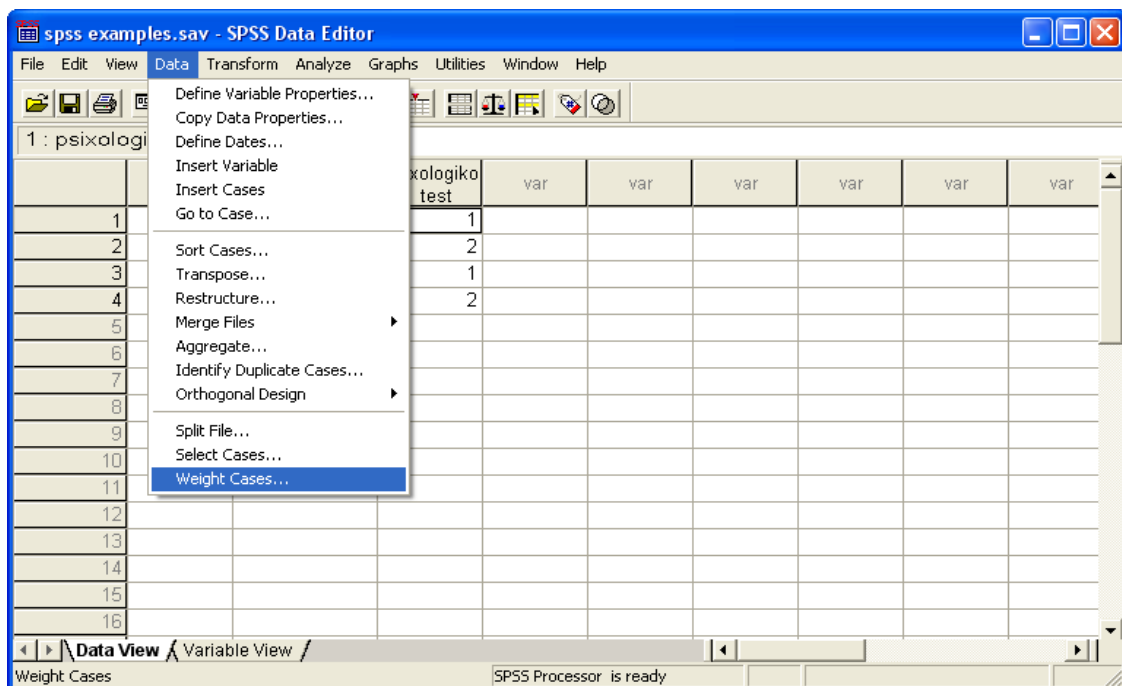 spss examples.sav - SPSS Data Editor
File Edit View Data Transform Analyze Graphs Utilities Window Help
Define Variable Properties...
Copy Data Properties...
Define Dates...
Insert Variable
Insert Cases
Go to Case...
Sort Cases...
Transpose...
Restructure...
Merge Files
Aggregate...
Identify Duplicate Cases...
Orthogonal Design
Split File...
Select Cases...
Weight Cases...
1 : psixologi
xologiko
test
var var var var var var
1 1
2 2
3 1
4 2
5
6
7
8
9
10
11
12
13
14
15
16
Data View Variable View
Weight Cases SPSS Processor is ready